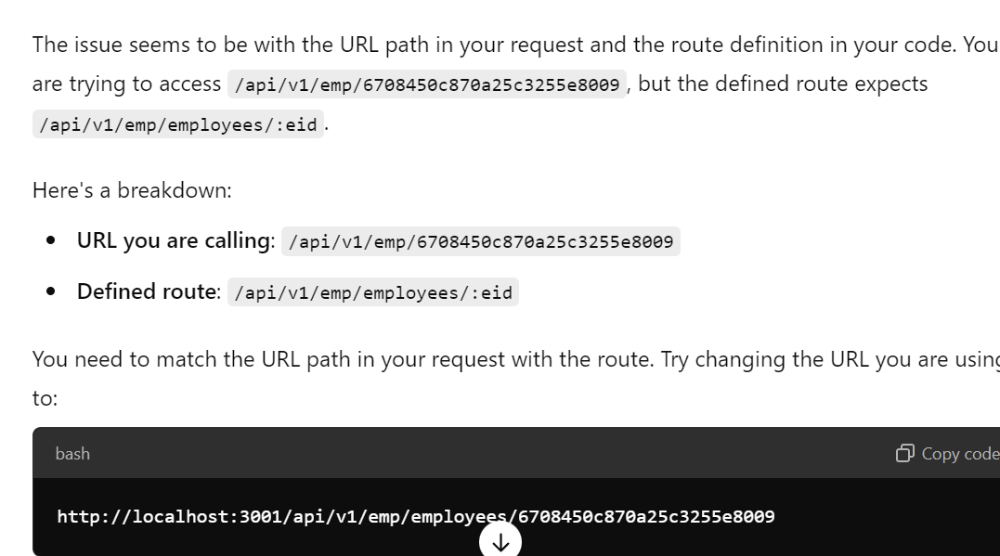 The issue seems to be with the URL path in your request and the route definition in your code. You
are trying to access /api/v1/emp/6708450c870a25c3255e8009, but the defined route expects
/api/v1/emp/employees/:eid.
Here's a breakdown:
• URL you are calling: /api/v1/emp/6708450c870a25c3255e8009
• Defined route: /api/v1/emp/employees/:eid
You need to match the URL path in your request with the route. Try changing the URL you are using
to:
bash Copy code
http://localhost:3001/api/v1/emp/employees/6708450c870a25c3255e8009